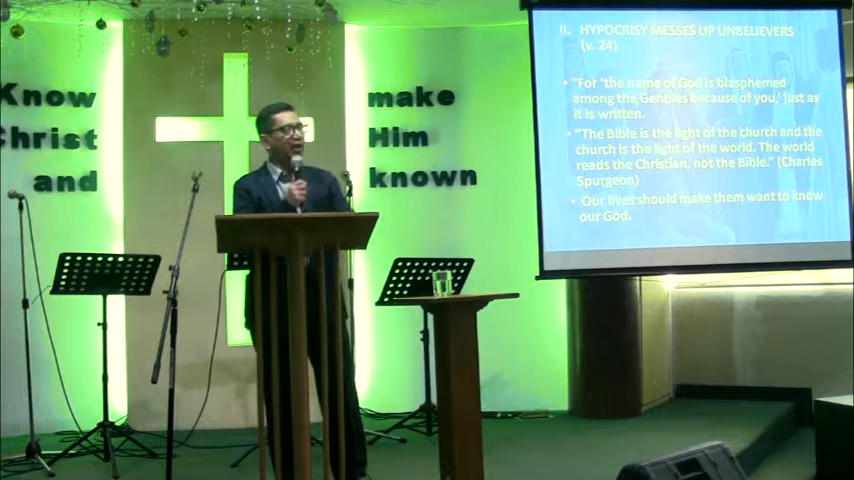 Know
Christ
and
MAKE
Him
KNOWN
II. HYPOCRISY MESSES UP UNBELIEVERS
(v. 24)
• "For 'the name of God is blasphemed
among the Gentiles because of you,' just as
it is written."
• "The Bible is the light of the church and the
church is the light of the world. The world
reads the Christian, not the Bible." (Charles
Spurgeon)
• Our lives should make them want to know
our God.